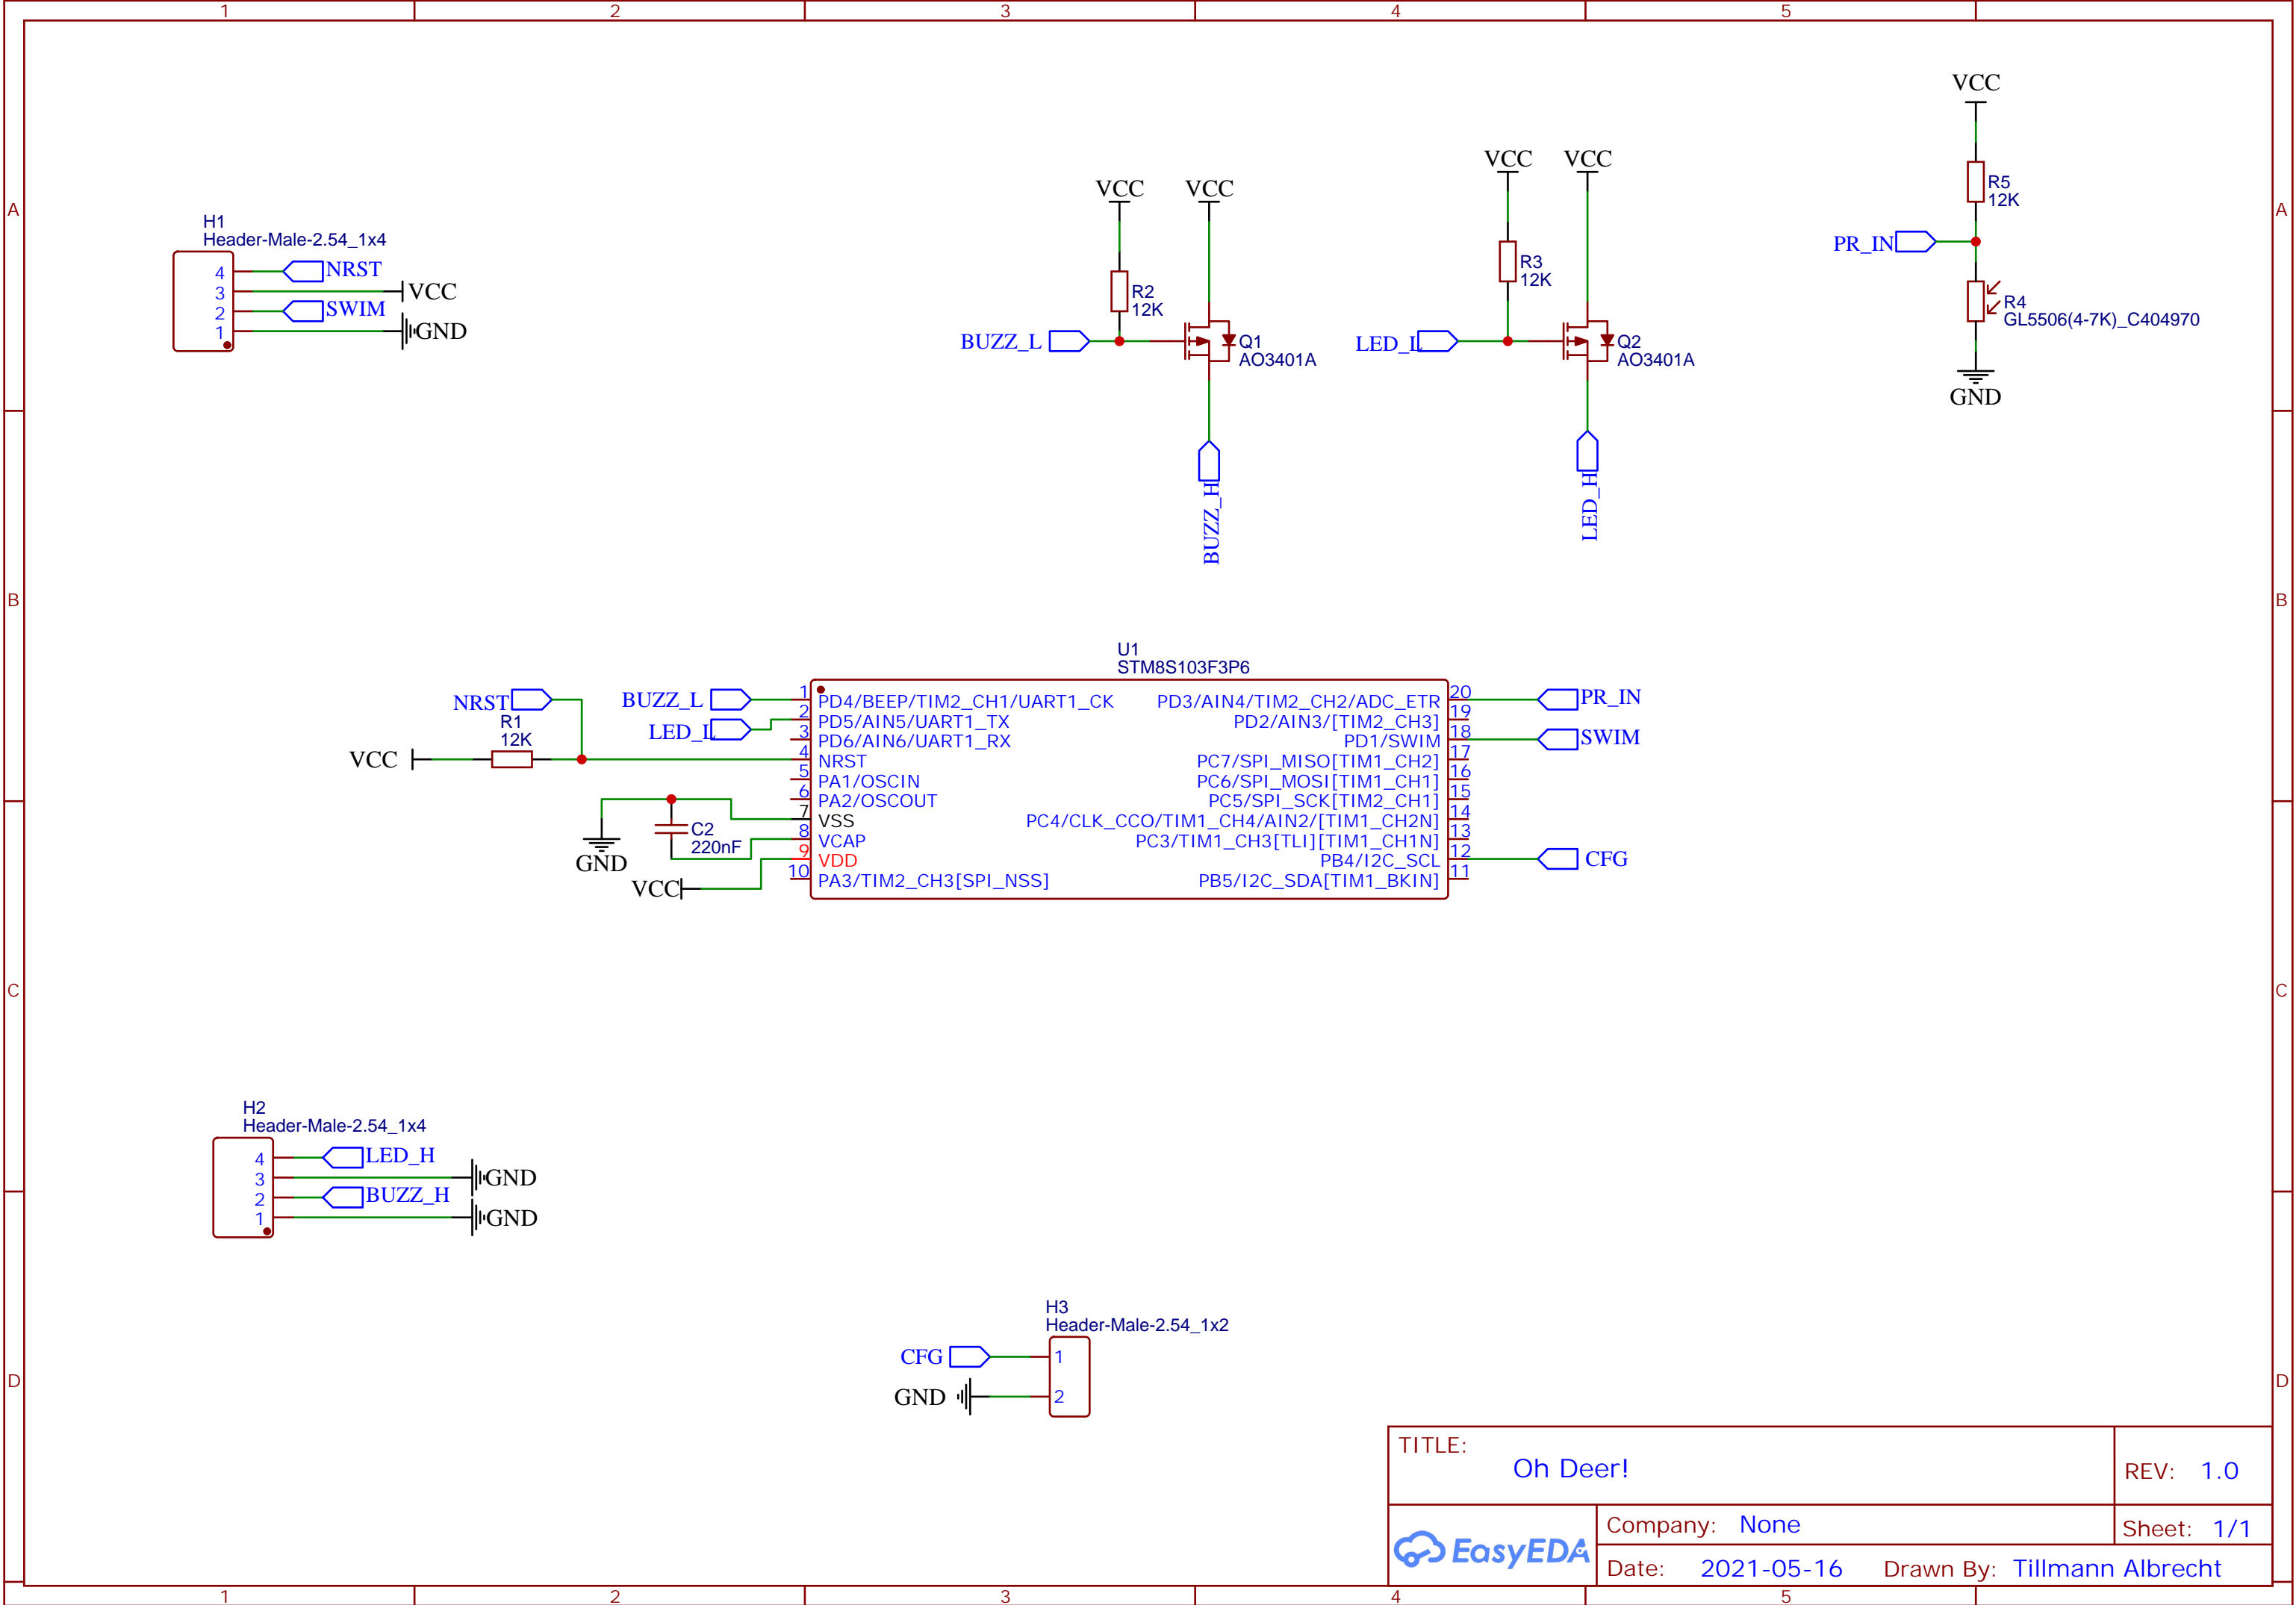 1 2 3 4 5
A A
B B
C C
D D
1 2 3 4 5
H1
Header-Male-2.54_1x4
4 NRST
3 VCC
2 SWIM
1 GND
VCC VCC
R2
12K
BUZZ_L
Q1
AO3401A
BUZZ_H
VCC VCC
R3
12K
LED_L
Q2
AO3401A
LED_H
VCC
R5
12K
PR_IN
R4
GL5506(4-7K)_C404970
GND
U1
STM8S103F3P6
NRST
R1
12K
VCC
BUZZ_L
LED_L
C2
220nF
GND
VCC
1 PD4/BEEP/TIM2_CH1/UART1_CK
2 PD5/AIN5/UART1_TX
3 PD6/AIN6/UART1_RX
4 NRST
5 PA1/OSCIN
6 PA2/OSCOUT
7 VSS
8 VCAP
9 VDD
10 PA3/TIM2_CH3[SPI_NSS]
PD3/AIN4/TIM2_CH2/ADC_ETR 20 PR_IN
PD2/AIN3/[TIM2_CH3] 19
PD1/SWIM 18 SWIM
PC7/SPI_MISO[TIM1_CH2] 17
PC6/SPI_MOSI[TIM1_CH1] 16
PC5/SPI_SCK[TIM2_CH1] 15
PC4/CLK_CCO/TIM1_CH4/AIN2/[TIM1_CH2N] 14
PC3/TIM1_CH3[TLI][TIM1_CH1N] 13
PB4/I2C_SCL 12 CFG
PB5/I2C_SDA[TIM1_BKIN] 11
H2
Header-Male-2.54_1x4
4 LED_H
3 GND
2 BUZZ_H
1 GND
H3
Header-Male-2.54_1x2
CFG 1
GND 2
TITLE:
Oh Deer!
REV: 1.0
EasyEDA
Company: None
Sheet: 1/1
Date: 2021-05-16 Drawn By: Tillmann Albrecht